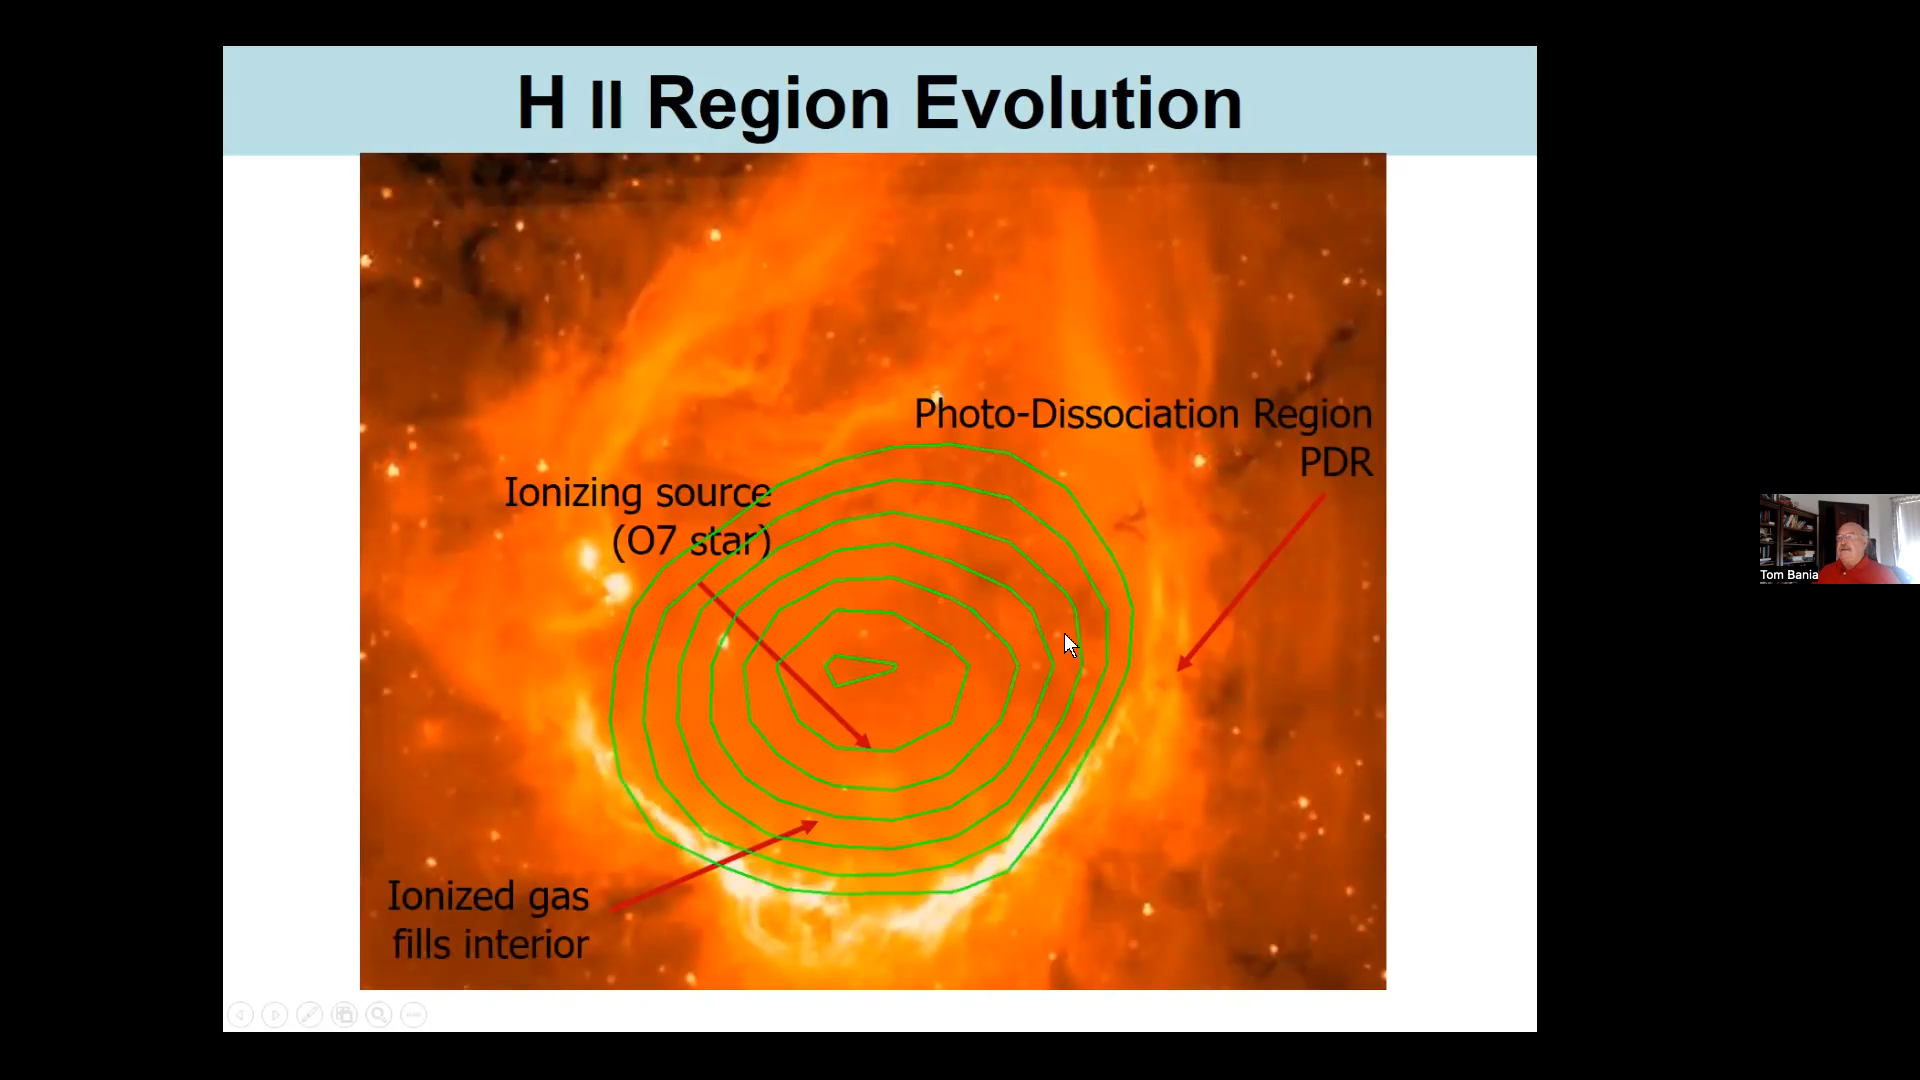 H II Region Evolution
Photo-Dissociation Region
PDR
Ionizing source
(O7 star)
Ionized gas
fills interior
Tom Bania